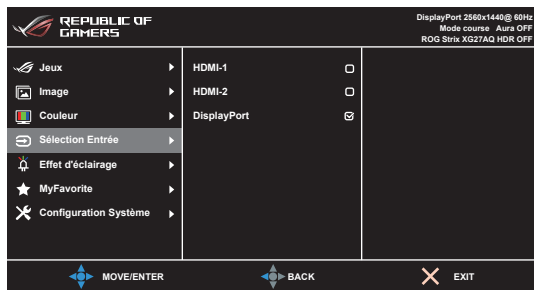 REPUBLIC OF
GAMERS
DisplayPort 2560x1440@ 60Hz
Mode course Aura OFF
ROG Strix XG27AQ HDR OFF
Jeux
Image
Couleur
Sélection Entrée
Effet d'éclairage
MyFavorite
Configuration Système
HDMI-1
HDMI-2
DisplayPort
MOVE/ENTER
BACK
EXIT